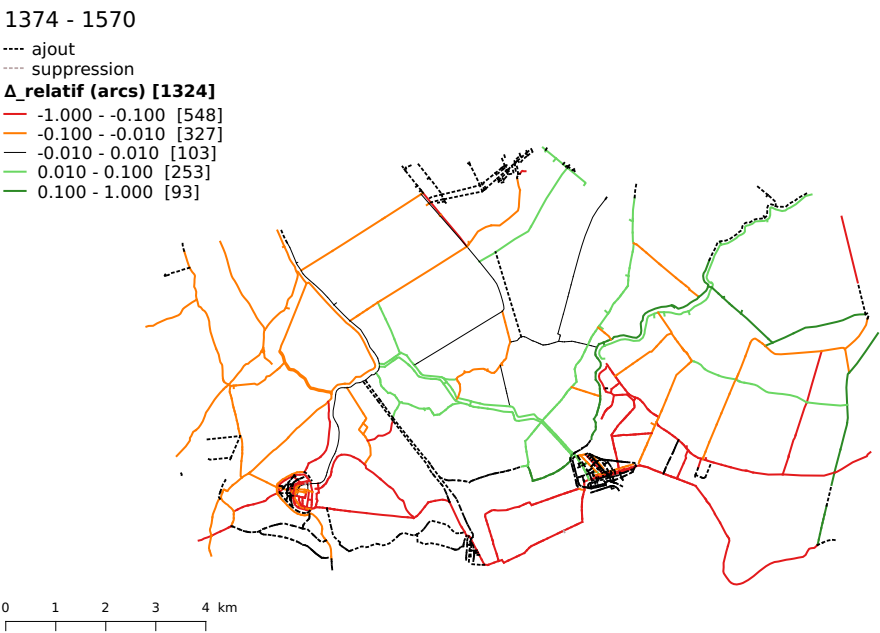 1374 - 1570
ajout
suppression
Δ_relatif (arcs) [1324]
-1.000 - -0.100 [548]
-0.100 - -0.010 [327]
-0.010 - 0.010 [103]
0.010 - 0.100 [253]
0.100 - 1.000 [93]
0 1 2 3 4 km